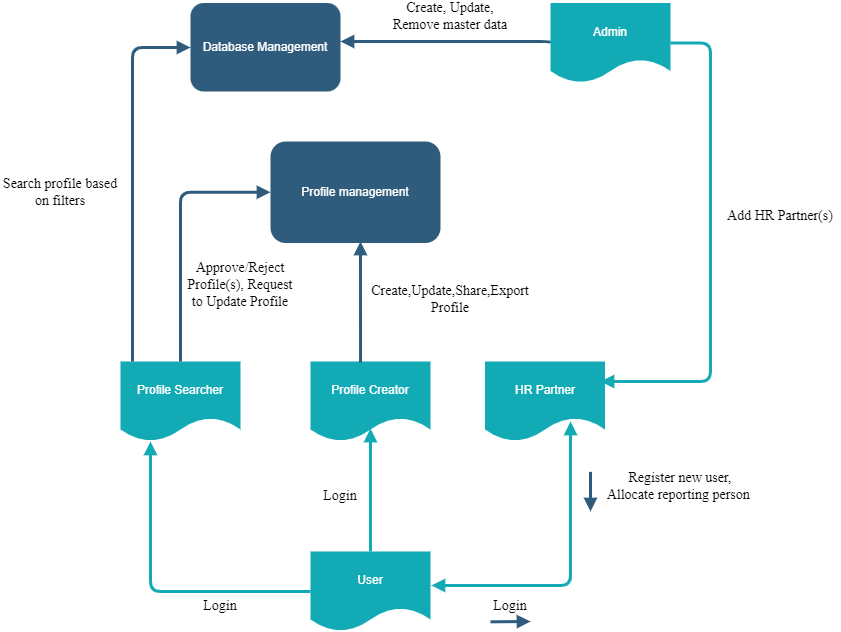 Create, Update,
Remove master data
Admin
Database Management
Search profile based
on filters
Profile management
Add HR Partner(s)
Approve/Reject
Profile(s), Request
to Update Profile
Create,Update,Share,Export
Profile
Profile Searcher
Profile Creator
HR Partner
Login
Register new user,
Allocate reporting person
User
Login
Login